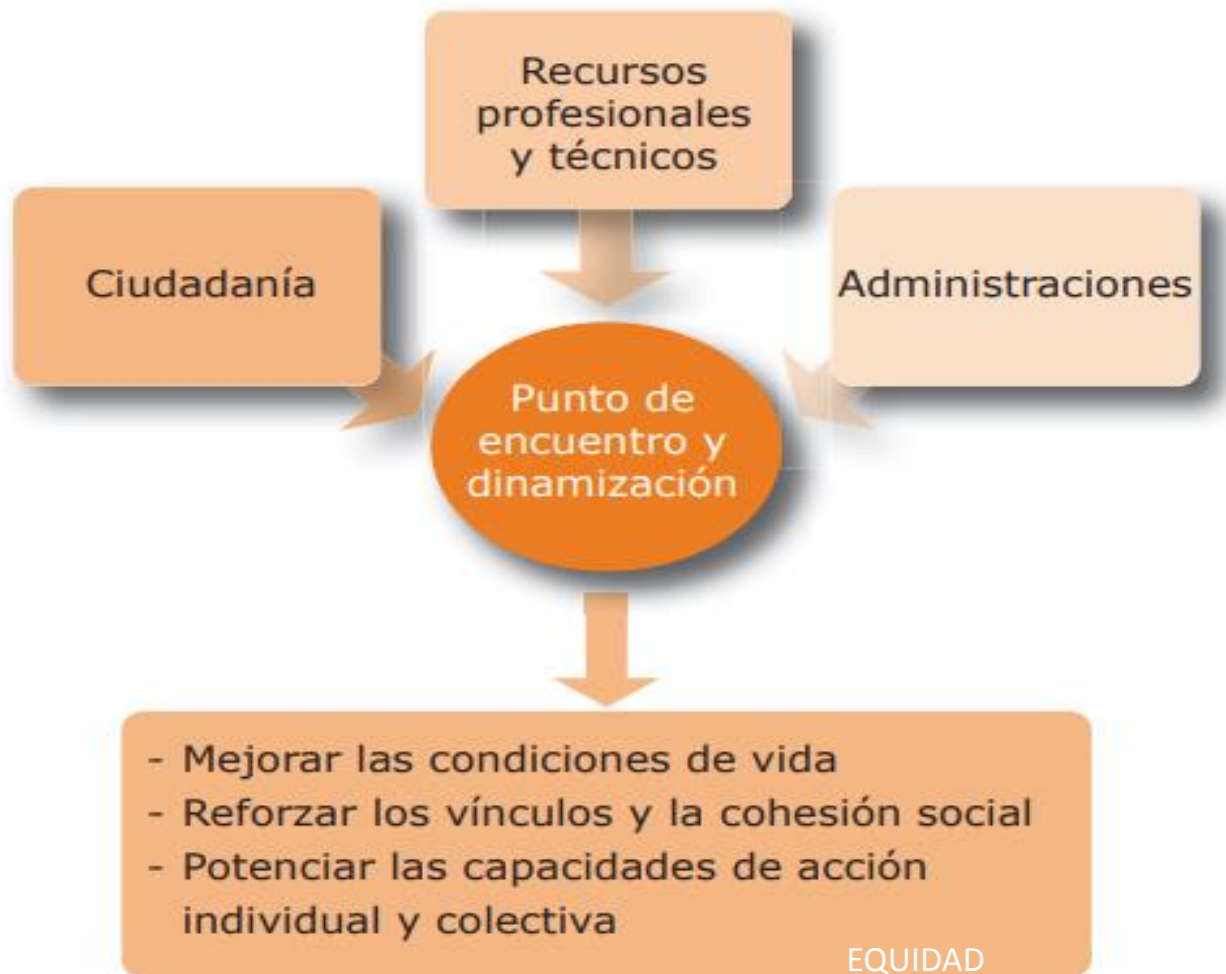 Recursos
profesionales
y técnicos
Ciudadanía
Administraciones
Punto de
encuentro y
dinamización
- Mejorar las condiciones de vida
- Reforzar los vínculos y la cohesión social
- Potenciar las capacidades de acción
individual y colectiva
EQUIDAD